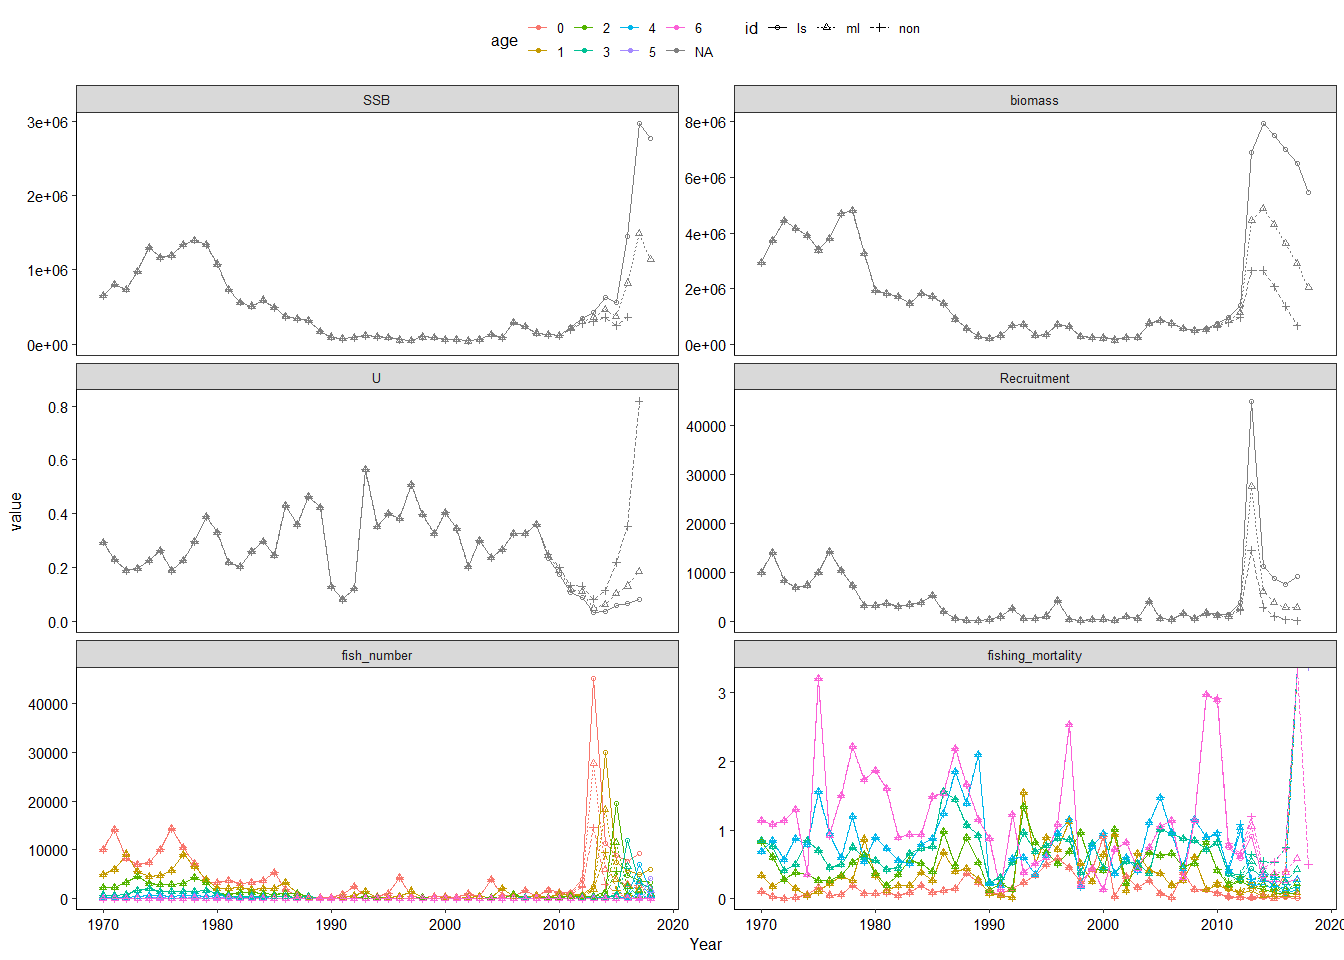 age 0 2 4 6 id ls ml non
1 3 5 NA
SSB biomass
3e+06 8e+06
2e+06 6e+06
1e+06 4e+06
0e+00 2e+06
0e+00
U Recruitment
0.8 40000
0.6 30000
0.4 20000
0.2 10000
0.0 0
value
fish_number fishing_mortality
40000 3
30000 2
20000 1
10000 0
0
1970 1980 1990 2000 2010 2020 1970 1980 1990 2000 2010 2020
Year